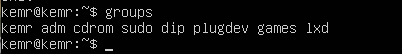 kemr@kemr:~$ groups
kemr adm cdrom sudo dip plugdev games lxd
kemr@kemr:~$ _